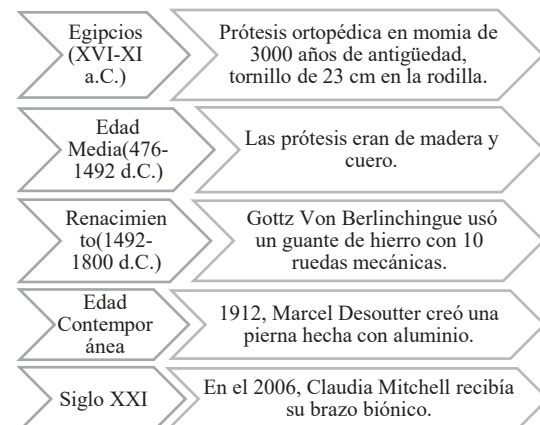 Egipcios
(XVI-XI
a.C.)
Prótesis ortopédica en momia de
3000 años de antigüedad,
tornillo de 23 cm en la rodilla.
Edad
Media(476-
1492 d.C.)
Las prótesis eran de madera y
cuero.
Renacimien
to(1492-
1800 d.C.)
Gottz Von Berlinchingue usó
un guante de hierro con 10
ruedas mecánicas.
Edad
Contempor
ánea
1912, Marcel Desoutter creó una
pierna hecha con aluminio.
Siglo XXI
En el 2006, Claudia Mitchell recibía
su brazo biónico.